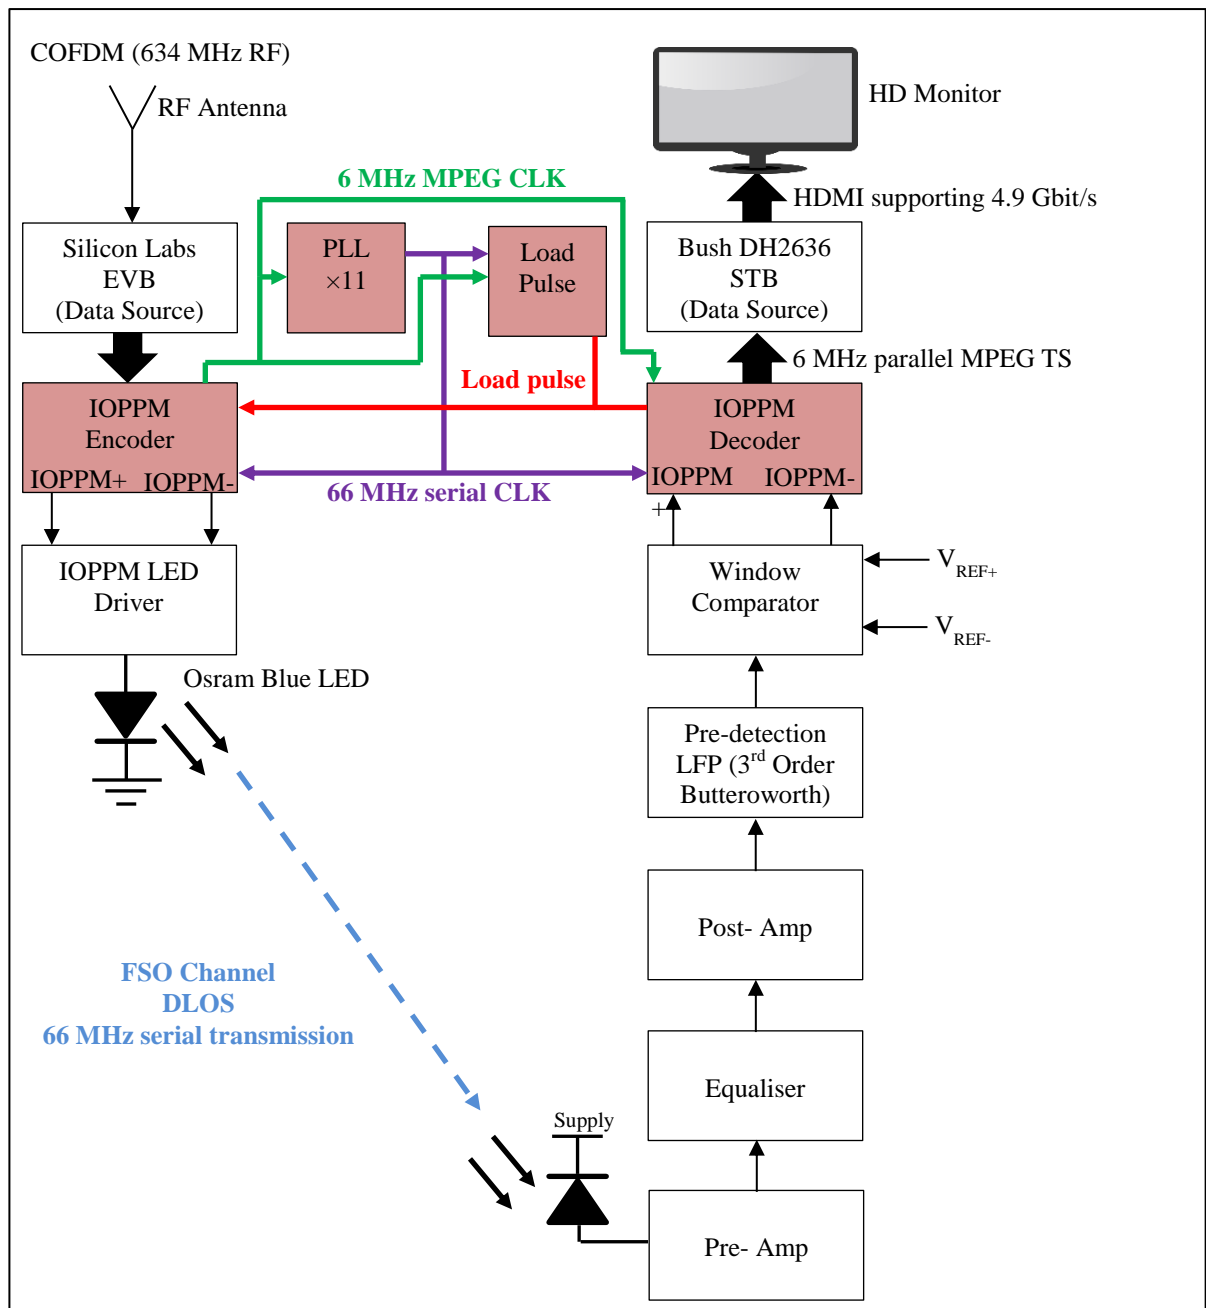 COFDM (634 MHz RF)
RF Antenna
HD Monitor
6 MHz MPEG CLK
HDMI supporting 4.9 Gbit/s
Silicon Labs
EVB
(Data Source)
PLL
×11
Load
Pulse
Bush DH2636
STB
(Data Source)
6 MHz parallel MPEG TS
Load pulse
IOPPM
Encoder
IOPPM+ IOPPM-
IOPPM
Decoder
IOPPM IOPPM-
+
66 MHz serial CLK
IOPPM LED
Driver
Window
Comparator
VREF+
VREF-
Osram Blue LED
Pre-detection
LFP (3rd Order
Butteroworth)
Post- Amp
FSO Channel
DLOS
66 MHz serial transmission
Equaliser
Supply
Pre- Amp